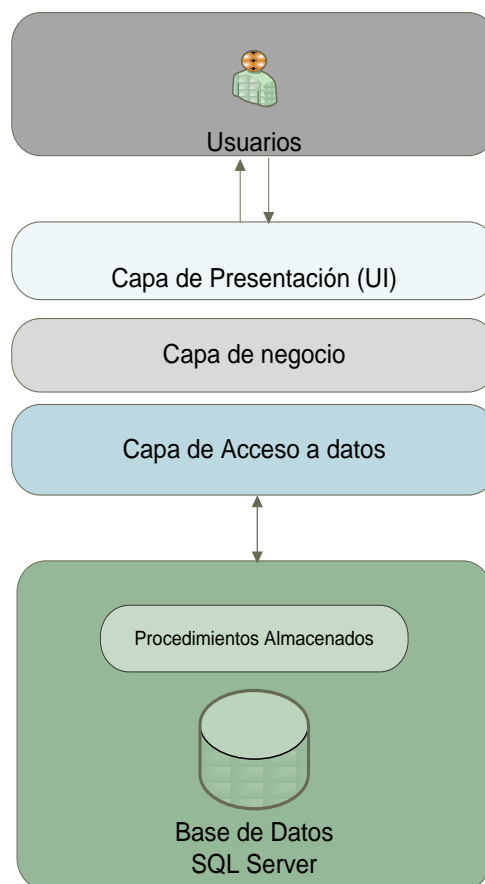 Usuarios
Capa de Presentación (UI)
Capa de negocio
Capa de Acceso a datos
Procedimientos Almacenados
Base de Datos
SQL Server